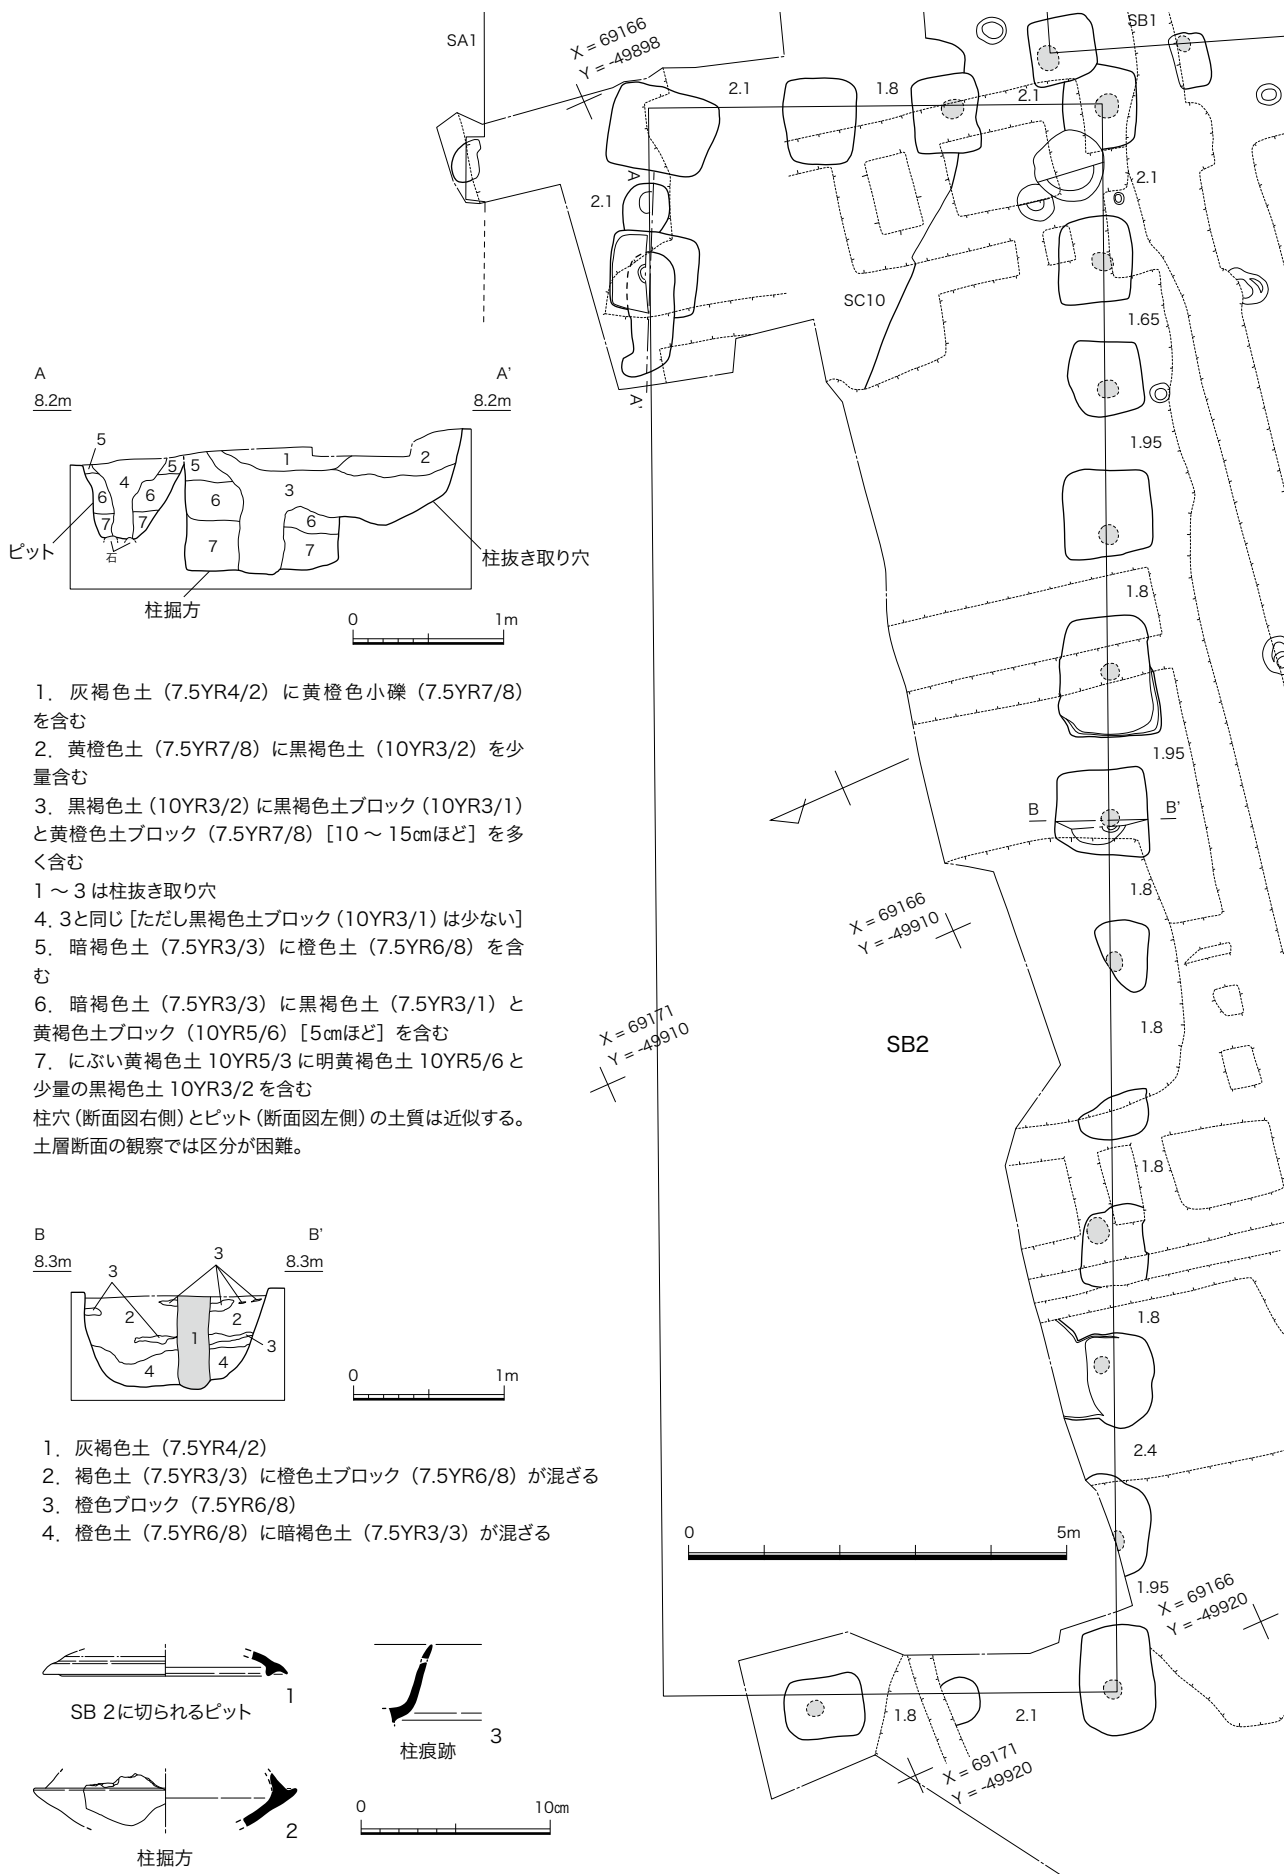 SA1
X = 69166
Y = -49898
SB1
2.1
1.8
2.1
A
2.1
2.1
SC10
1.65
A'
1.95
1.8
1.95
B
B'
1.8
X = 69166
Y = -49910
X = 69171
Y = -49910
SB2
1.8
1.8
1.8
2.4
0
5m
1.95
X = 69166
Y = -49920
1.8
2.1
X = 69171
Y = -49920
A
A'
8.2m
8.2m
5
5
5
1
2
4
3
6
6
6
6
7
7
7
7
ピット
石
柱抜き取り穴
柱掘方
0
1m
1．灰褐色土（7.5YR4/2）に黄橙色小礫（7.5YR7/8）
を含む
2．黄橙色土（7.5YR7/8）に黒褐色土（10YR3/2）を少
量含む
3．黒褐色土（10YR3/2）に黒褐色土ブロック（10YR3/1）
と黄橙色土ブロック（7.5YR7/8）［10～15㎝ほど］を多
く含む
1～3は柱抜き取り穴
4．3と同じ［ただし黒褐色土ブロック（10YR3/1）は少ない］
5．暗褐色土（7.5YR3/3）に橙色土（7.5YR6/8）を含
む
6．暗褐色土（7.5YR3/3）に黒褐色土（7.5YR3/1）と
黄褐色土ブロック（10YR5/6）［5㎝ほど］を含む
7．にぶい黄褐色土10YR5/3に明黄褐色土10YR5/6と
少量の黒褐色土10YR3/2を含む
柱穴（断面図右側）とピット（断面図左側）の土質は近似する。
土層断面の観察では区分が困難。
B
B'
8.3m
8.3m
3
3
2
2
1
3
4
4
0
1m
1．灰褐色土（7.5YR4/2）
2．褐色土（7.5YR3/3）に橙色土ブロック（7.5YR6/8）が混ざる
3．橙色ブロック（7.5YR6/8）
4．橙色土（7.5YR6/8）に暗褐色土（7.5YR3/3）が混ざる
1
SB 2に切られるピット
3
柱痕跡
2
柱掘方
0
10㎝